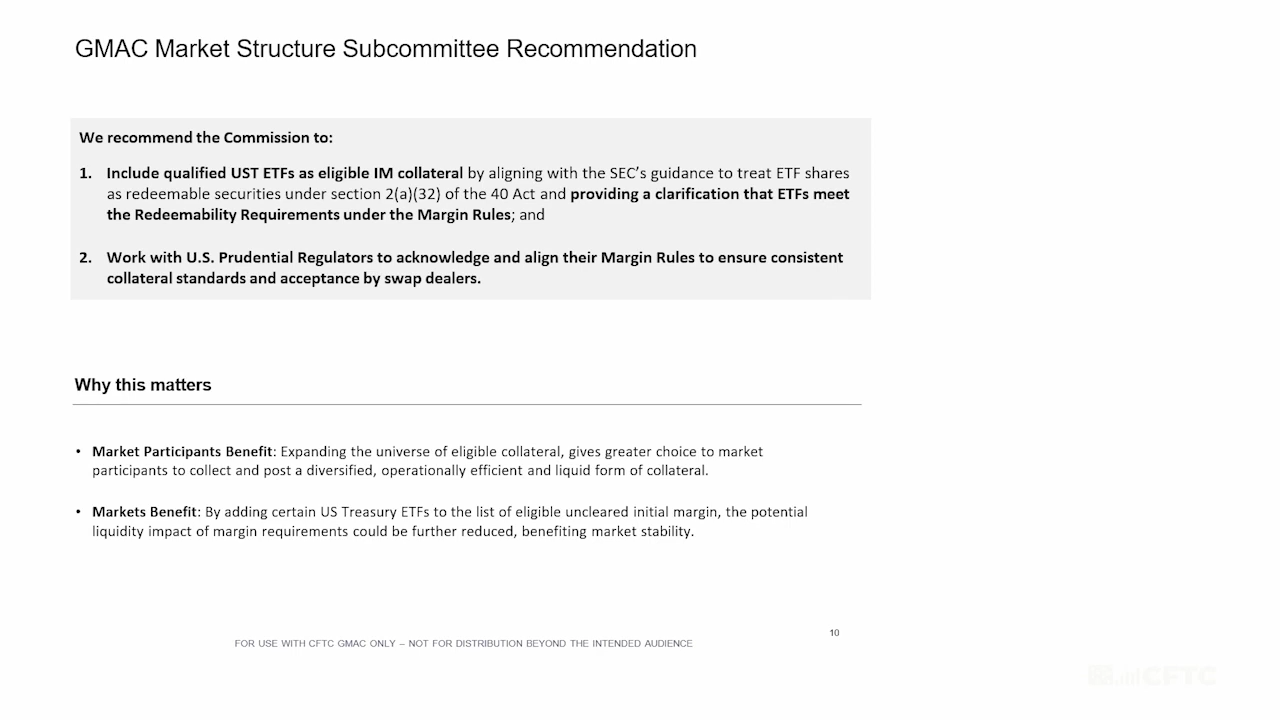 GMAC Market Structure Subcommittee Recommendation
We recommend the Commission to:
1. Include qualified UST ETFs as eligible IM collateral by aligning with the SEC’s guidance to treat ETF shares
as redeemable securities under section 2(a)(32) of the 40 Act and providing a clarification that ETFs meet
the Redeemability Requirements under the Margin Rules; and
2. Work with U.S. Prudential Regulators to acknowledge and align their Margin Rules to ensure consistent
collateral standards and acceptance by swap dealers.
Why this matters
• Market Participants Benefit: Expanding the universe of eligible collateral, gives greater choice to market
participants to collect and post a diversified, operationally efficient and liquid form of collateral.
• Markets Benefit: By adding certain US Treasury ETFs to the list of eligible uncleared initial margin, the potential
liquidity impact of margin requirements could be further reduced, benefiting market stability.
10
FOR USE WITH CFTC GMAC ONLY – NOT FOR DISTRIBUTION BEYOND THE INTENDED AUDIENCE
CFTC